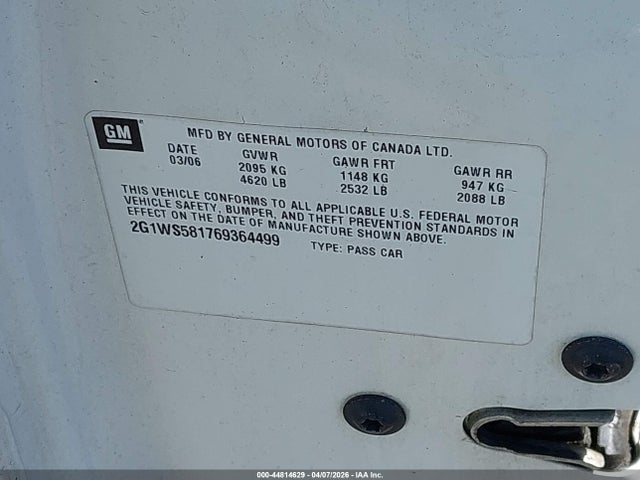 GM
MFD BY GENERAL MOTORS OF CANADA LTD.
DATE GVWR GAWR FRT GAWR RR
03/06 2095 KG 1148 KG 947 KG
4620 LB 2532 LB 2088 LB
THIS VEHICLE CONFORMS TO ALL APPLICABLE U.S. FEDERAL MOTOR
VEHICLE SAFETY, BUMPER, AND THEFT PREVENTION STANDARDS IN
EFFECT ON THE DATE OF MANUFACTURE SHOWN ABOVE.
2G1WS581769364499 TYPE: PASS CAR
000-44814629 - 04/07/2026 - IAA Inc.